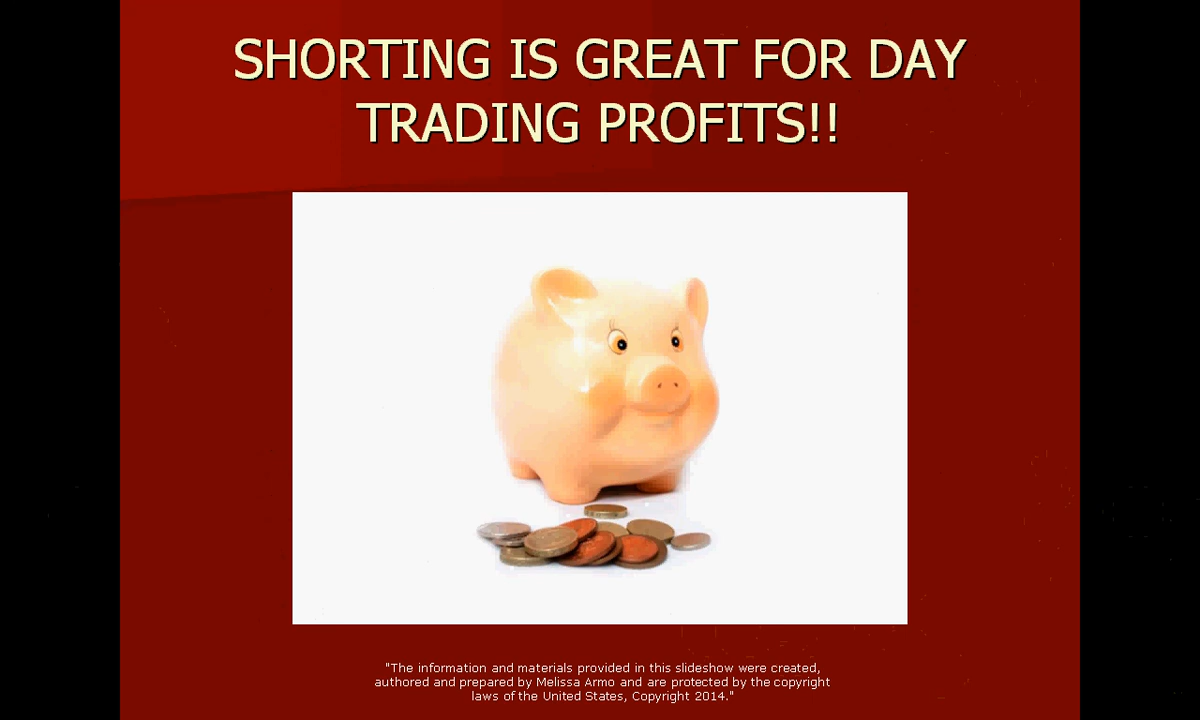 SHORTING IS GREAT FOR DAY
TRADING PROFITS!!
"The information and materials provided in this slideshow were created,
authored and prepared by Melissa Armo and are protected by the copyright
laws of the United States, Copyright 2014."